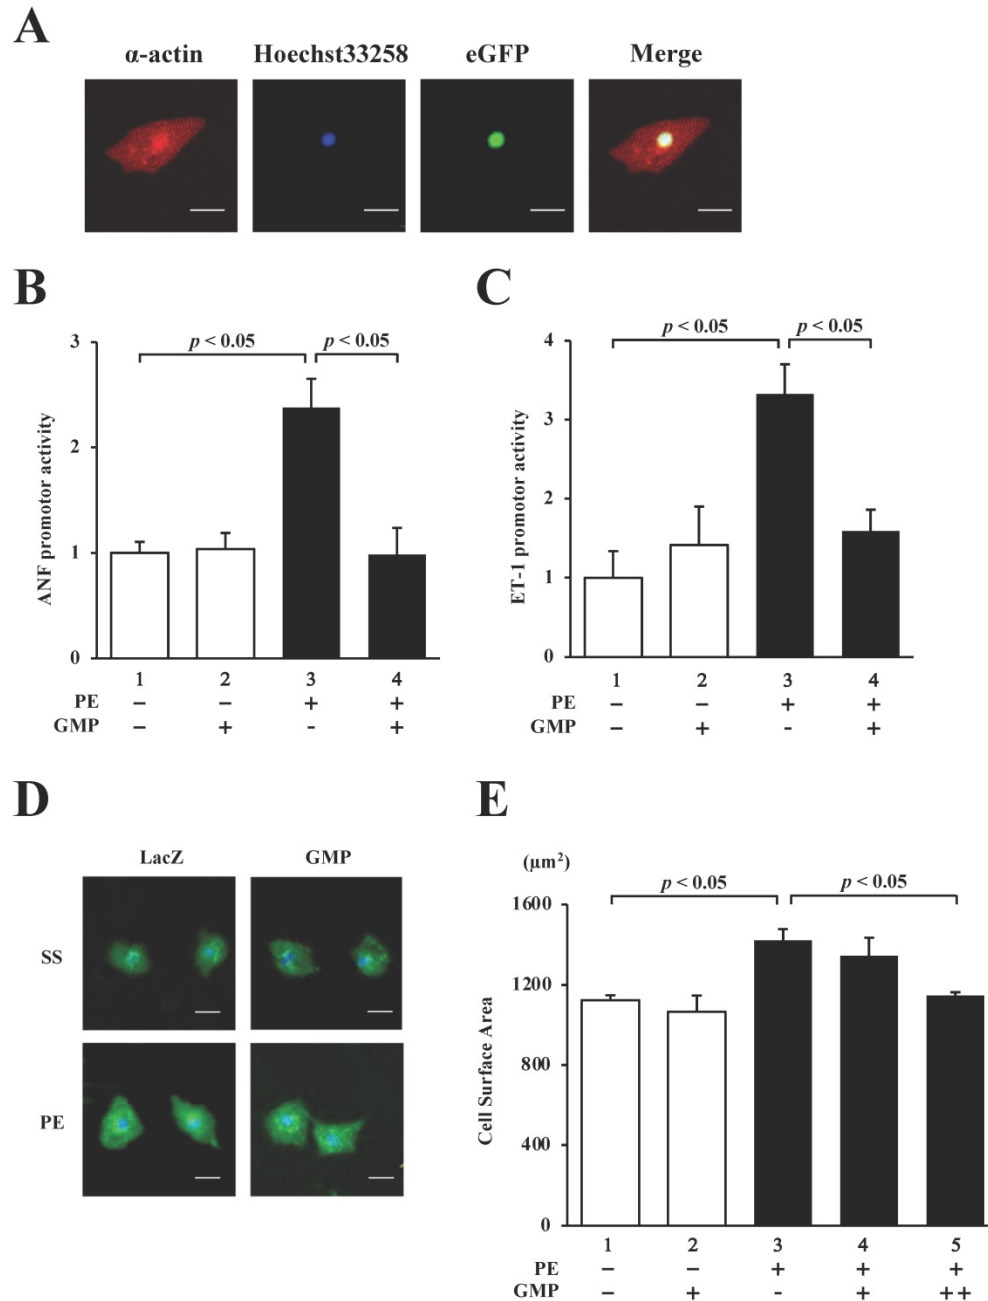 A
α-actin Hoechst33258 eGFP Merge
B
p < 0.05 p < 0.05
ANF promotor activity
3
2
1
0
1 2 3 4
PE – – + +
GMP – + - +
C
p < 0.05 p < 0.05
ET-1 promotor activity
4
3
2
1
0
1 2 3 4
PE – – + +
GMP – + - +
D
LacZ GMP
SS
PE
E
(μm²)
p < 0.05 p < 0.05
Cell Surface Area
1600
1200
800
400
0
1 2 3 4 5
PE – – + + +
GMP – + - + ++